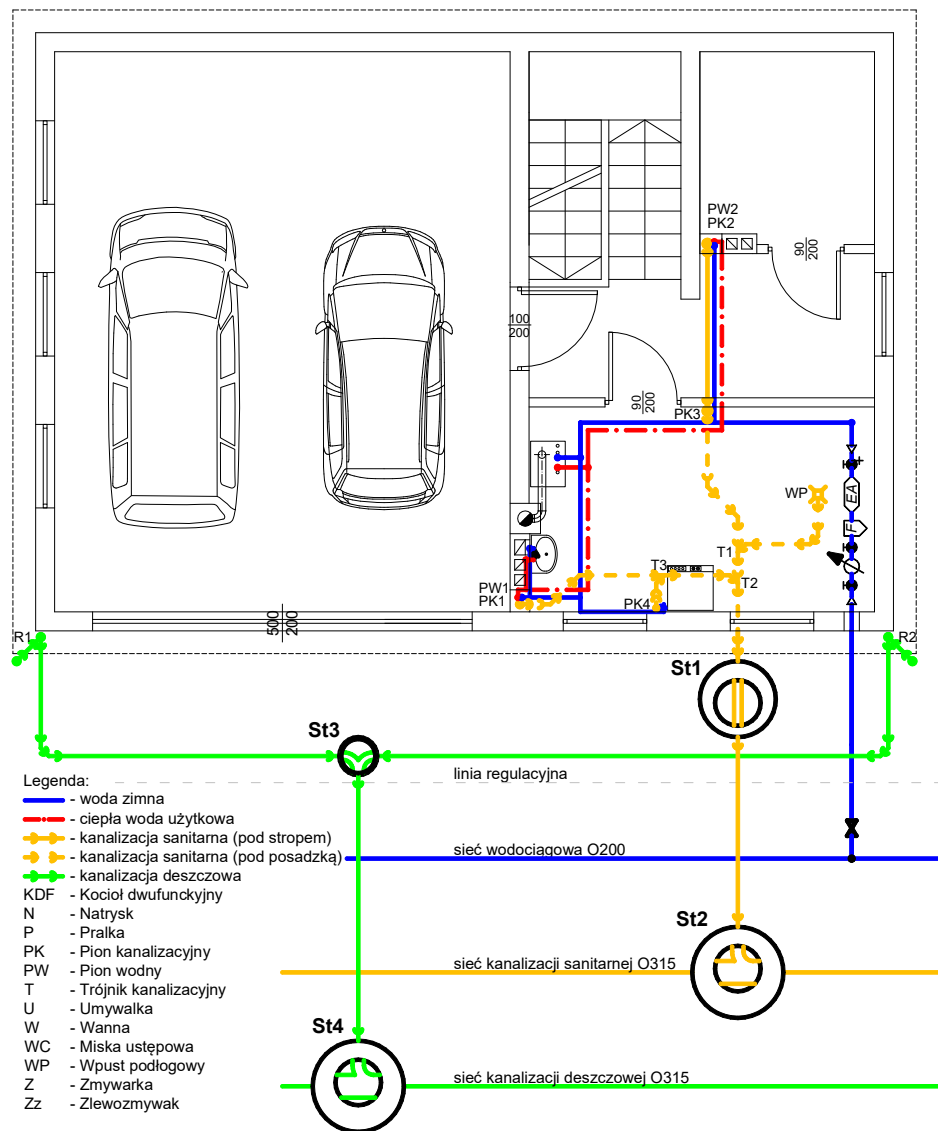 PW2
PK2
90
200
100
200
90
200
PK3
WP
EA
F
T1
T3
T2
PW1
PK1
PK4
500
200
R1
R2
St1
St3
linia regulacyjna
Legenda:
- woda zimna
- ciepła woda użytkowa
- kanalizacja sanitarna (pod stropem)
- kanalizacja sanitarna (pod posadzką)
- kanalizacja deszczowa
KDF - Kocioł dwufunckyjny
N - Natrysk
P - Pralka
PK - Pion kanalizacyjny
PW - Pion wodny
T - Trójnik kanalizacyjny
U - Umywalka
W - Wanna
WC - Miska ustępowa
WP - Wpust podłogowy
Z - Zmywarka
Zz - Zlewozmywak
sieć wodociągowa O200
St2
sieć kanalizacji sanitarnej O315
St4
sieć kanalizacji deszczowej O315